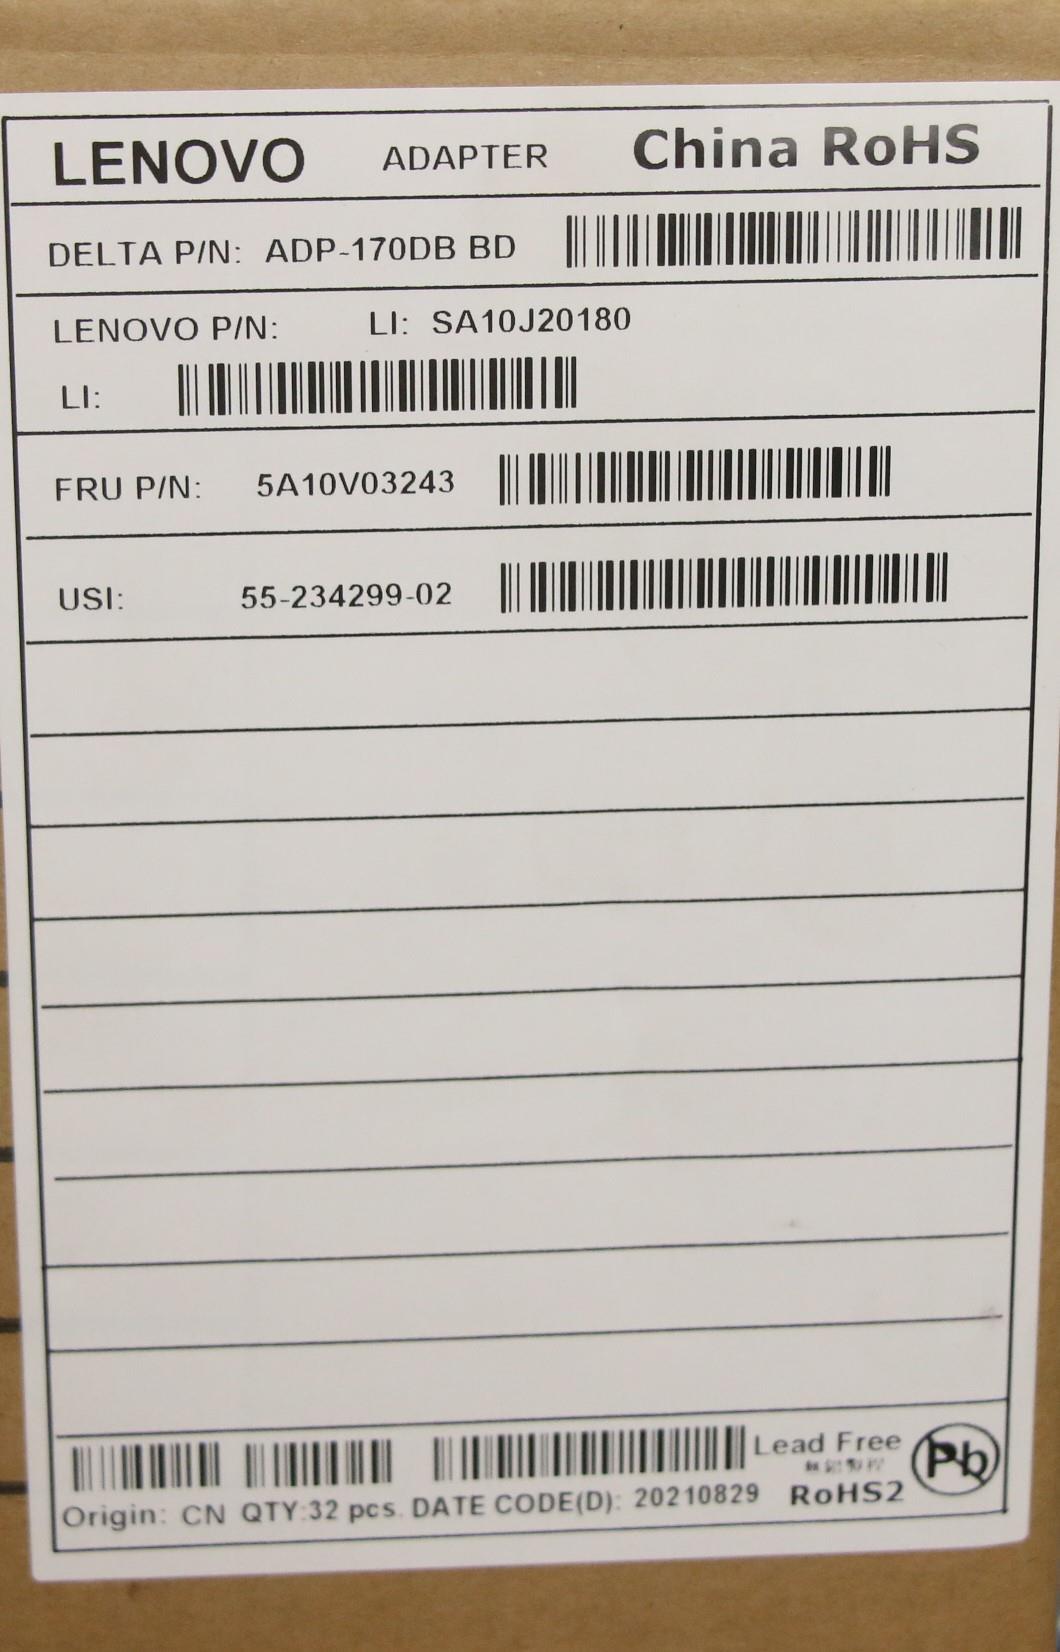 LENOVO ADAPTER China RoHS
DELTA P/N: ADP-170DB BD
LENOVO P/N: LI: SA10J20180
LI:
FRU P/N: 5A10V03243
USI: 55-234299-02
Lead Free
Pb
RoHS2
Origin: CN QTY:32 pcs. DATE CODE(D): 20210829